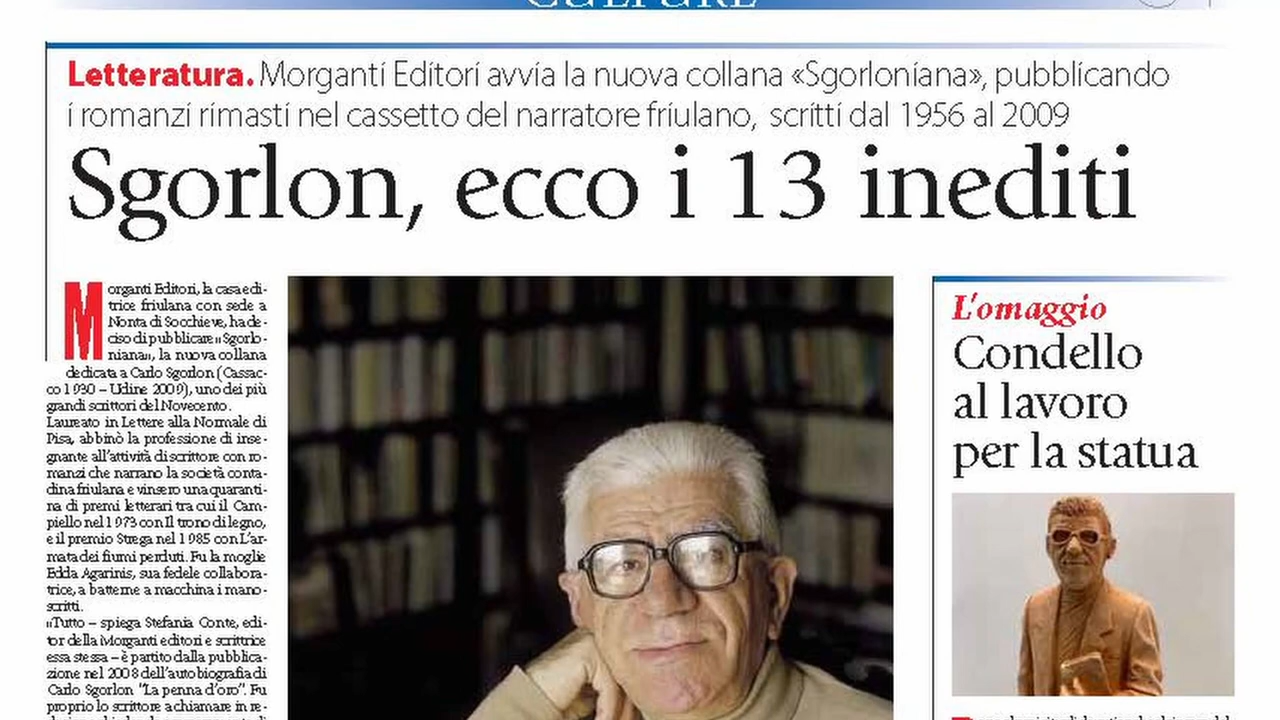 CULTURE
Letteratura. Morganti Editori avvia la nuova collana «Sgorloniana», pubblicando
i romanzi rimasti nel cassetto del narratore friulano, scritti dal 1956 al 2009
Sgorlon, ecco i 13 inediti
Morganti Editori, la casa edi-
trice friulana con sede a
Nonta di Socchieve, ha de-
ciso di pubblicare «Sgorlo-
niana», la nuova collana
dedicata a Carlo Sgorlon (Cassac-
co 1930 – Udine 2009), uno dei più
grandi scrittori del Novecento.
Laureato in Lettere alla Normale di
Pisa, abbinò la professione di inse-
gnante all'attività di scrittore con ro-
manzi che narrano la società conta-
dina friulana e vinsero una quaranti-
na di premi letterari tra cui il Cam-
piello nel 1973 con Il trono di legno,
e il premio Strega nel 1985 con L'ar-
mata dei fiumi perduti. Fu la moglie
Edda Agarinis, sua fedele collabora-
trice, a batterne a macchina i mano-
scritti.
«Tutto – spiega Stefania Conte, edi-
tor della Morganti editori e scrittrice
essa stessa – è partito dalla pubblica-
zione nel 2008 dell'autobiografia di
Carlo Sgorlon "La penna d'oro". Fu
proprio lo scrittore a chiamare in re-
L'omaggio
Condello
al lavoro
per la statua